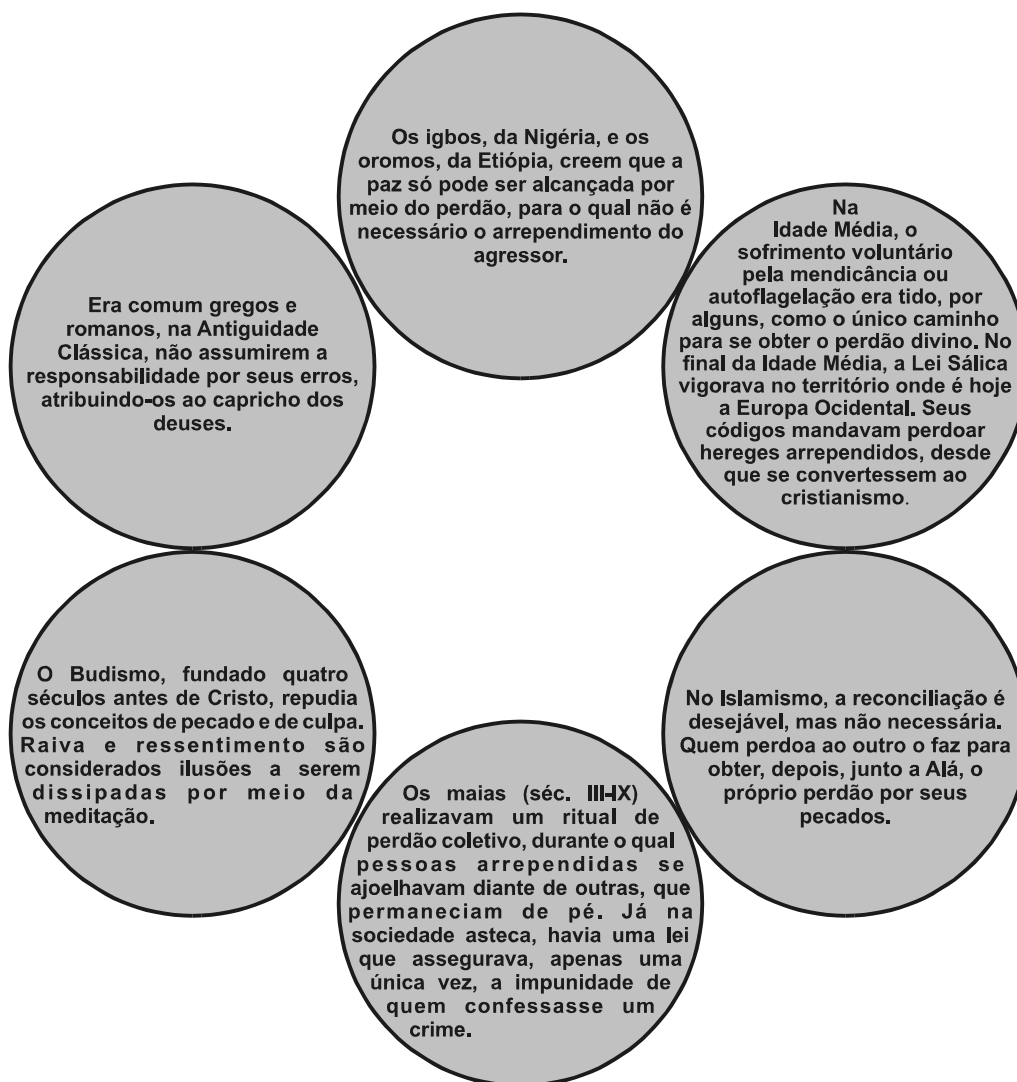 Os igbos, da Nigéria, e os
oromos, da Etiópia, creem que a
paz só pode ser alcançada por
meio do perdão, para o qual não é
necessário o arrependimento do
agressor.
Na
Idade Média, o
sofrimento voluntário
pela mendicância ou
autoflagelação era tido, por
alguns, como o único caminho
para se obter o perdão divino. No
final da Idade Média, a Lei Sálica
vigorava no território onde é hoje
a Europa Ocidental. Seus
códigos mandavam perdoar
hereges arrependidos, desde
que se convertessem ao
cristianismo.
No Islamismo, a reconciliação é
desejável, mas não necessária.
Quem perdoa ao outro o faz para
obter, depois, junto a Alá, o
próprio perdão por seus
pecados.
Os maias (séc. III-IX)
realizavam um ritual de
perdão coletivo, durante o qual
pessoas arrependidas se
ajoelhavam diante de outras, que
permaneciam de pé. Já na
sociedade asteca, havia uma lei
que assegurava, apenas uma
única vez, a impunidade de
quem confessasse um
crime.
O Budismo, fundado quatro
séculos antes de Cristo, repudia
os conceitos de pecado e de culpa.
Raiva e ressentimento são
considerados ilusões a serem
dissipadas por meio da
meditação.
Era comum gregos e
romanos, na Antiguidade
Clássica, não assumirem a
responsabilidade por seus erros,
atribuindo-os ao capricho dos
deuses.